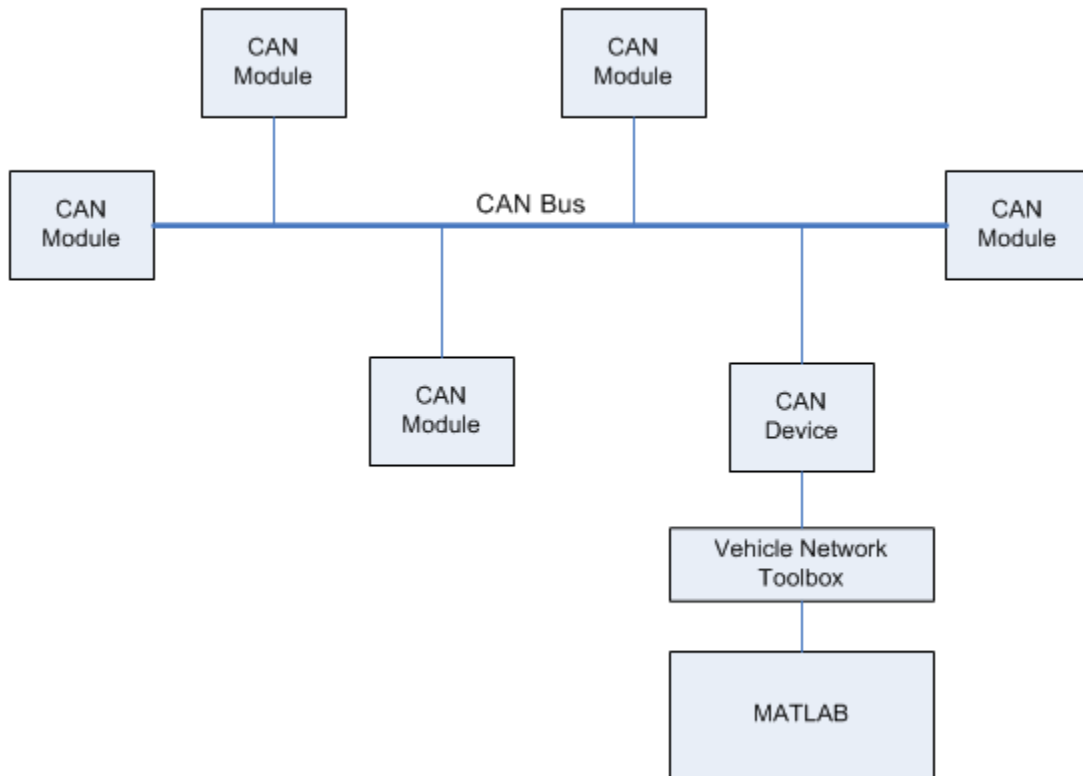 CAN
Module
CAN
Module
CAN
Module
CAN Bus
CAN
Module
CAN
Module
CAN
Device
Vehicle Network
Toolbox
MATLAB